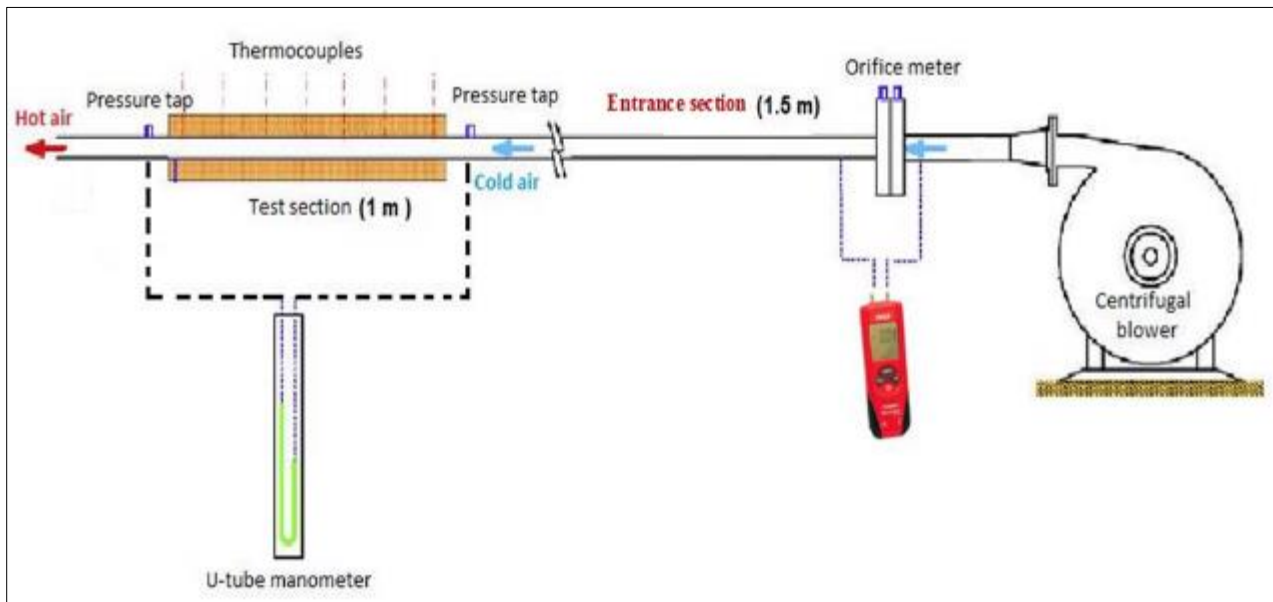 Thermocouples
Orifice meter
Pressure tap
Pressure tap
Entrance section (1.5 m)
Hot air
Cold air
Test section (1 m )
Centrifugal
blower
U-tube manometer